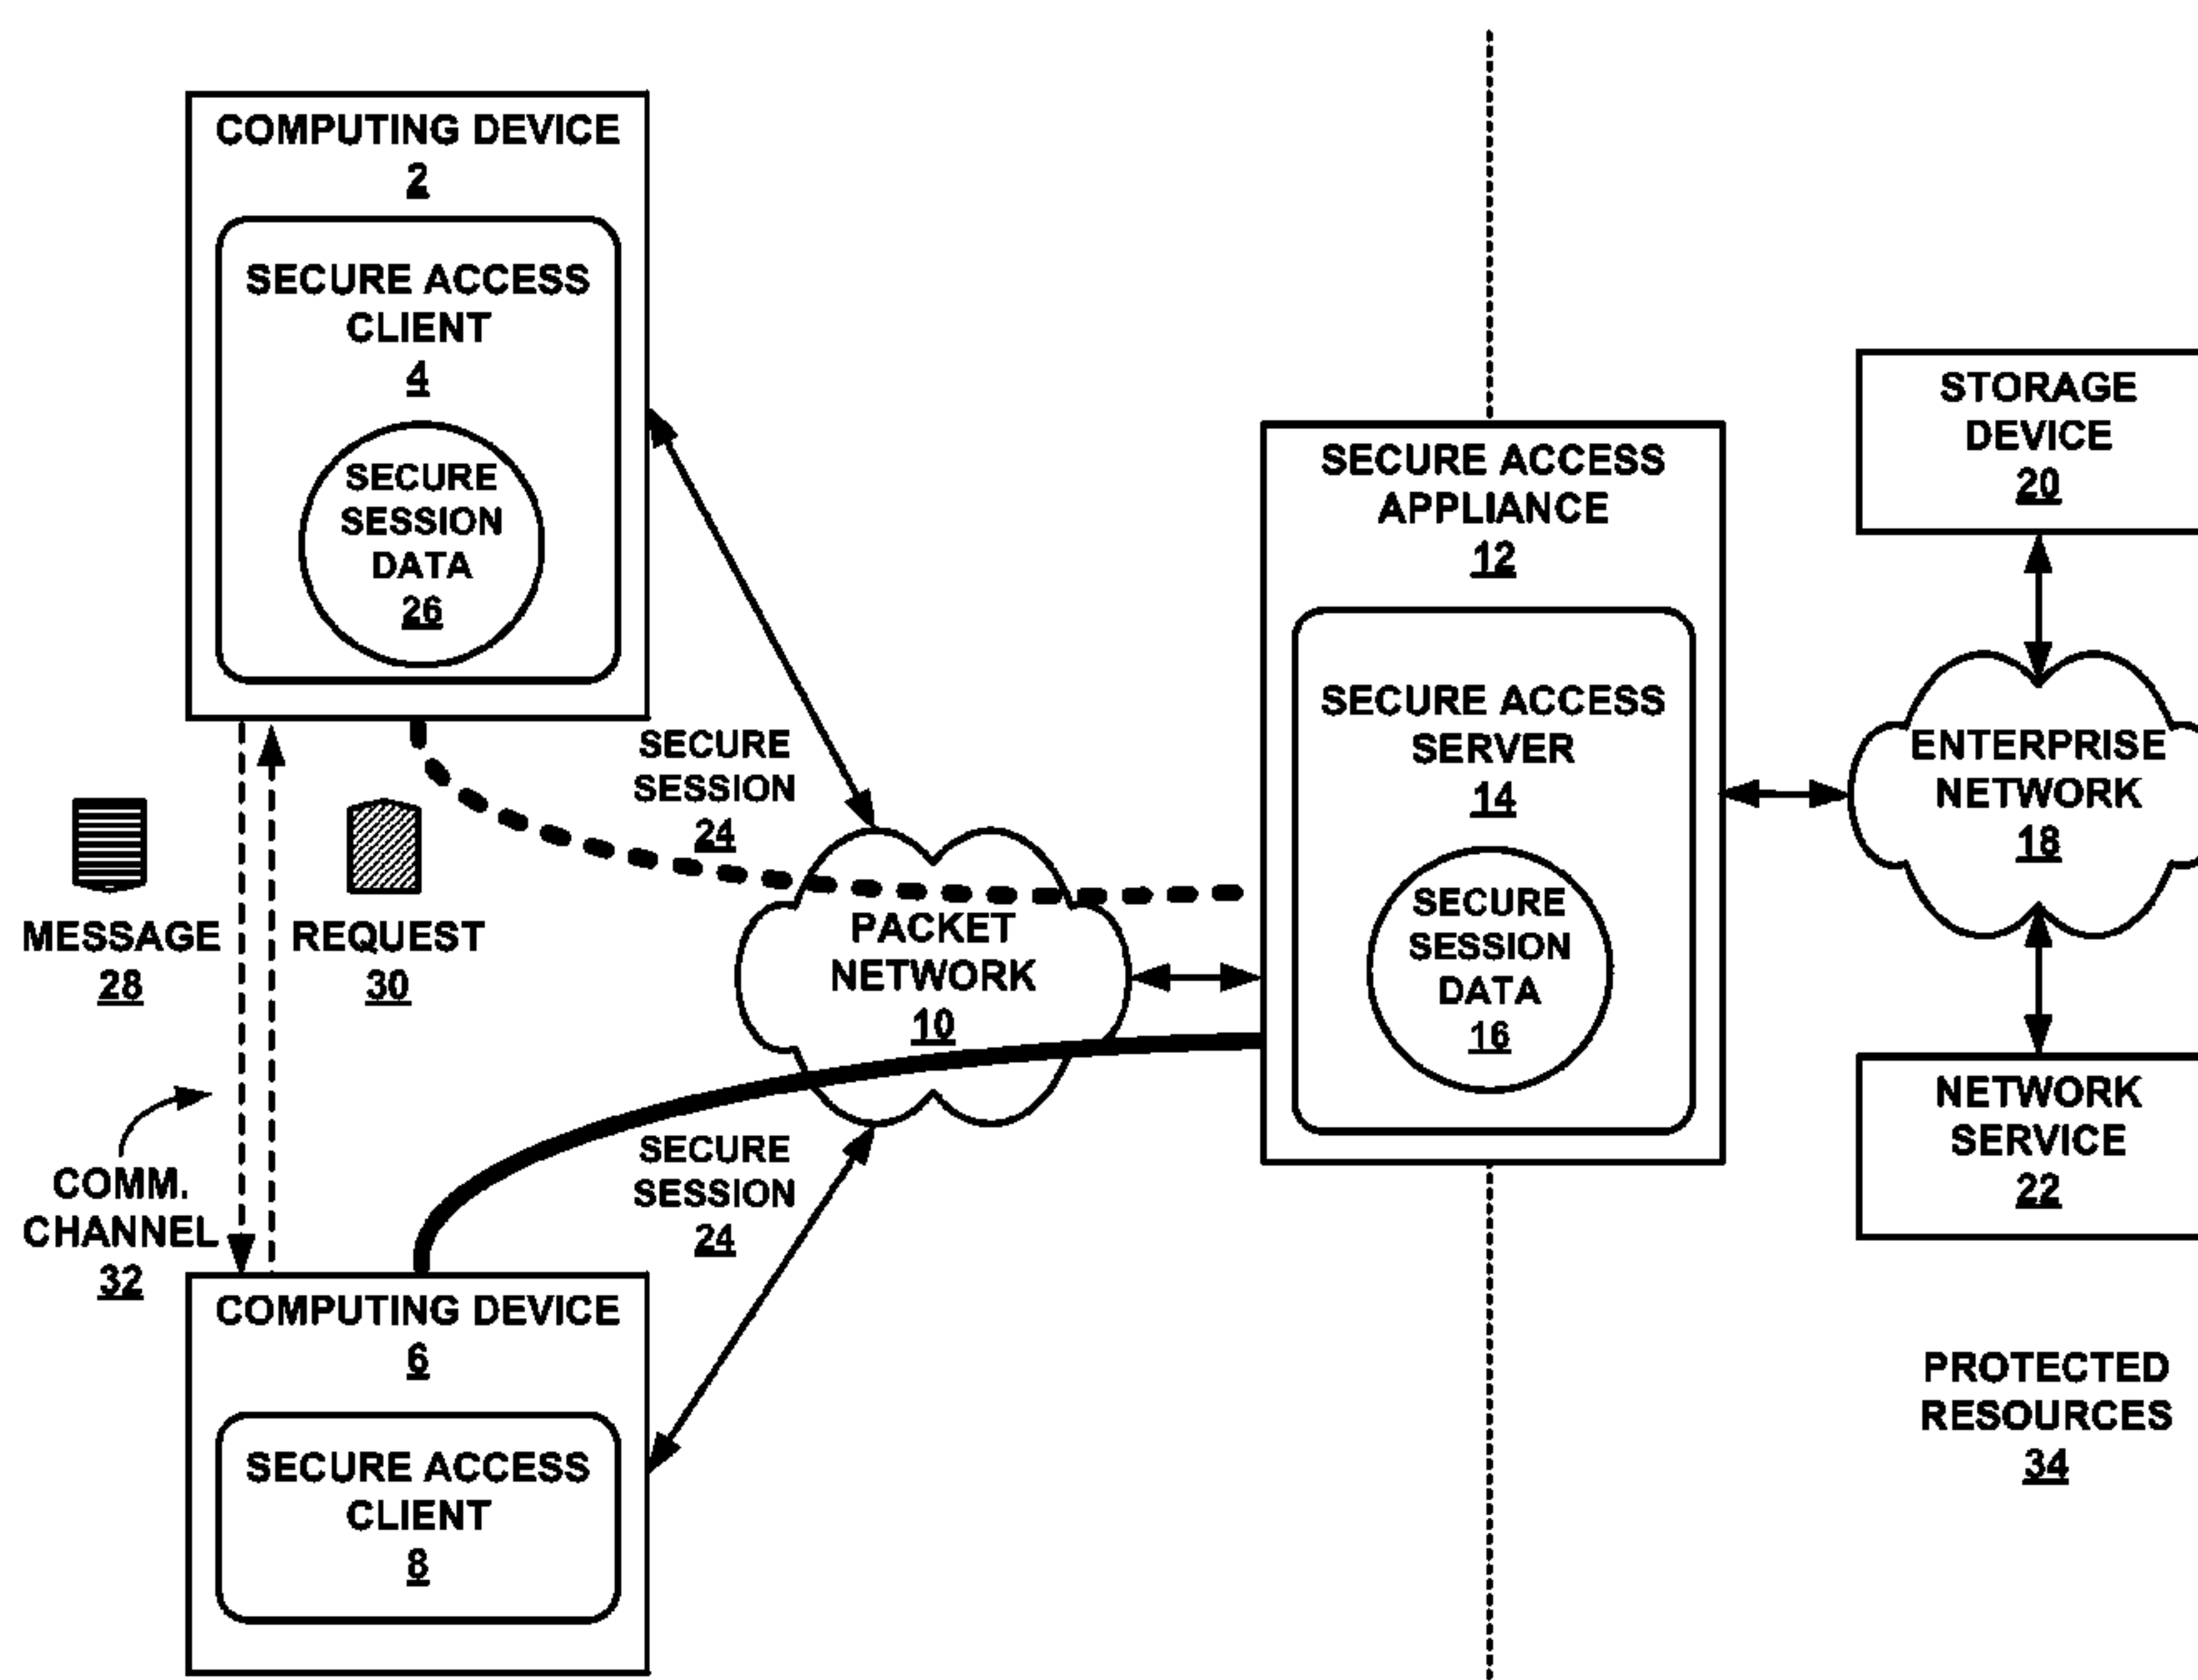 COMPUTING DEVICE
2
SECURE ACCESS
CLIENT
4
SECURE
SESSION
DATA
26
SECURE
SESSION
24
MESSAGE
28
REQUEST
30
COMM.
CHANNEL
32
COMPUTING DEVICE
6
SECURE ACCESS
CLIENT
8
PACKET
NETWORK
10
SECURE
SESSION
24
SECURE ACCESS
APPLIANCE
12
SECURE ACCESS
SERVER
14
SECURE
SESSION
DATA
16
STORAGE
DEVICE
20
ENTERPRISE
NETWORK
18
NETWORK
SERVICE
22
PROTECTED
RESOURCES
34